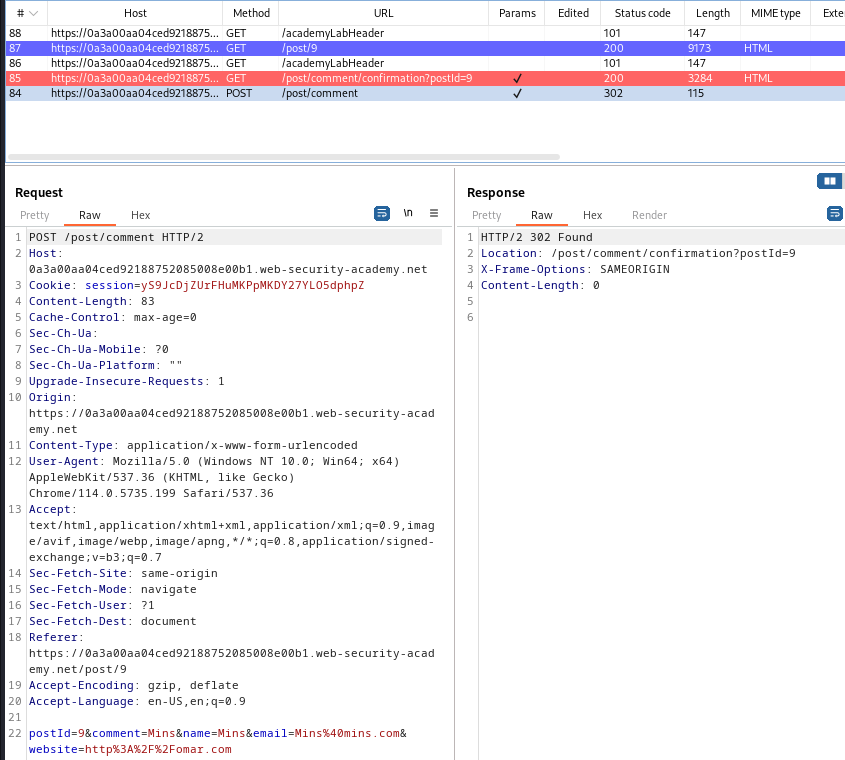 # Host Method URL Params Edited Status code Length MIME type Exte
88 https://0a3a00aa04ced9218875... GET /academyLabHeader 101 147
87 https://0a3a00aa04ced9218875... GET /post/9 200 9173 HTML
86 https://0a3a00aa04ced9218875... GET /academyLabHeader 101 147
85 https://0a3a00aa04ced9218875... GET /post/comment/confirmation?postId=9 ✓ 200 3284 HTML
84 https://0a3a00aa04ced9218875... POST /post/comment ✓ 302 115
Request
Pretty Raw Hex \n
1 POST /post/comment HTTP/2
2 Host:
0a3a00aa04ced92188752085008e00b1.web-security-academy.net
3 Cookie: session=yS9JcDjZUrFHuMKPpMKDY27YLO5dphpZ
4 Content-Length: 83
5 Cache-Control: max-age=0
6 Sec-Ch-Ua:
7 Sec-Ch-Ua-Mobile: ?0
8 Sec-Ch-Ua-Platform: ""
9 Upgrade-Insecure-Requests: 1
10 Origin:
https://0a3a00aa04ced92188752085008e00b1.web-security-acad
emy.net
11 Content-Type: application/x-www-form-urlencoded
12 User-Agent: Mozilla/5.0 (Windows NT 10.0; Win64; x64)
AppleWebKit/537.36 (KHTML, like Gecko)
Chrome/114.0.5735.199 Safari/537.36
13 Accept:
text/html,application/xhtml+xml,application/xml;q=0.9,imag
e/avif,image/webp,image/apng,*/*;q=0.8,application/signed-
exchange;v=b3;q=0.7
14 Sec-Fetch-Site: same-origin
15 Sec-Fetch-Mode: navigate
16 Sec-Fetch-User: ?1
17 Sec-Fetch-Dest: document
18 Referer:
https://0a3a00aa04ced92188752085008e00b1.web-security-acad
emy.net/post/9
19 Accept-Encoding: gzip, deflate
20 Accept-Language: en-US,en;q=0.9
21
22 postId=9&comment=Mins&name=Mins&email=Mins%40mins.com&
website=http%3A%2F%2Fomar.com
Response
Pretty Raw Hex Render
1 HTTP/2 302 Found
2 Location: /post/comment/confirmation?postId=9
3 X-Frame-Options: SAMEORIGIN
4 Content-Length: 0
5
6